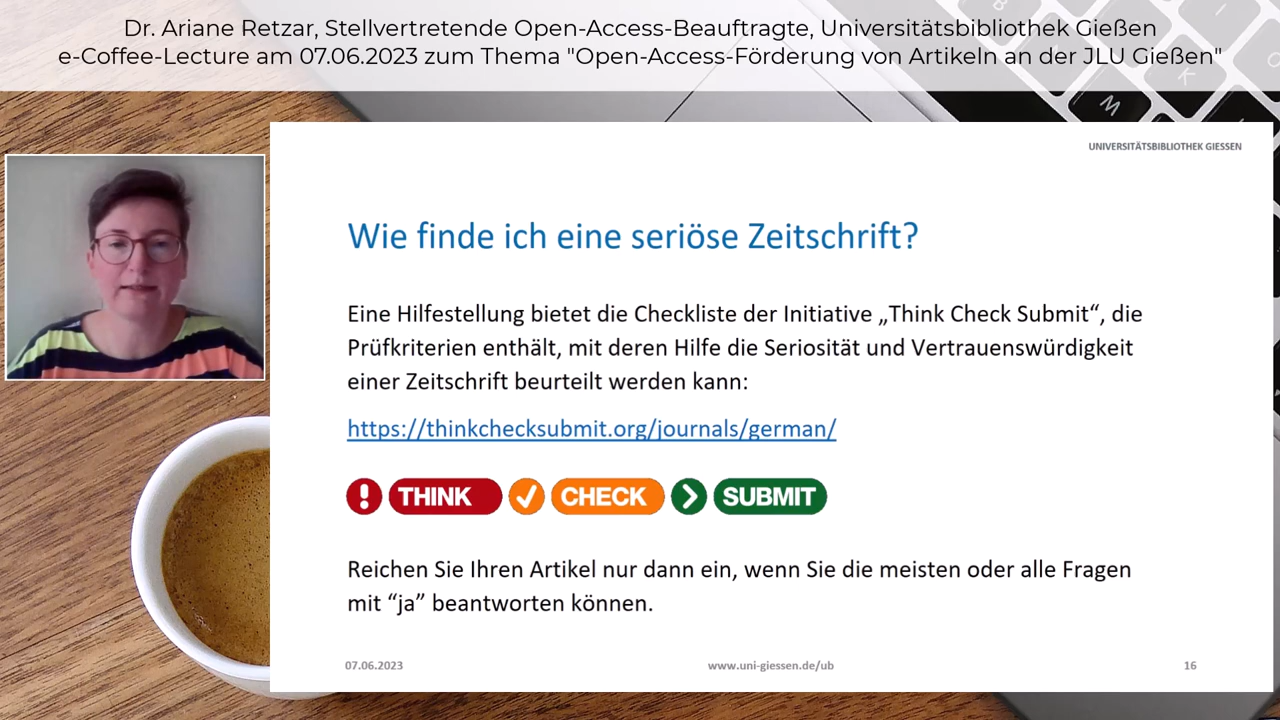 Dr. Ariane Retzar, Stellvertretende Open-Access-Beauftragte, Universitätsbibliothek Gießen
e-Coffee-Lecture am 07.06.2023 zum Thema "Open-Access-Förderung von Artikeln an der JLU Gießen"
UNIVERSITÄTSBIBLIOTHEK GIESSEN
Wie finde ich eine seriöse Zeitschrift?
Eine Hilfestellung bietet die Checkliste der Initiative „Think Check Submit“, die
Prüfkriterien enthält, mit deren Hilfe die Seriosität und Vertrauenswürdigkeit
einer Zeitschrift beurteilt werden kann:
https://thinkchecksubmit.org/journals/german/
! THINK CHECK SUBMIT
Reichen Sie Ihren Artikel nur dann ein, wenn Sie die meisten oder alle Fragen
mit “ja” beantworten können.
07.06.2023 www.uni-giessen.de/ub 16